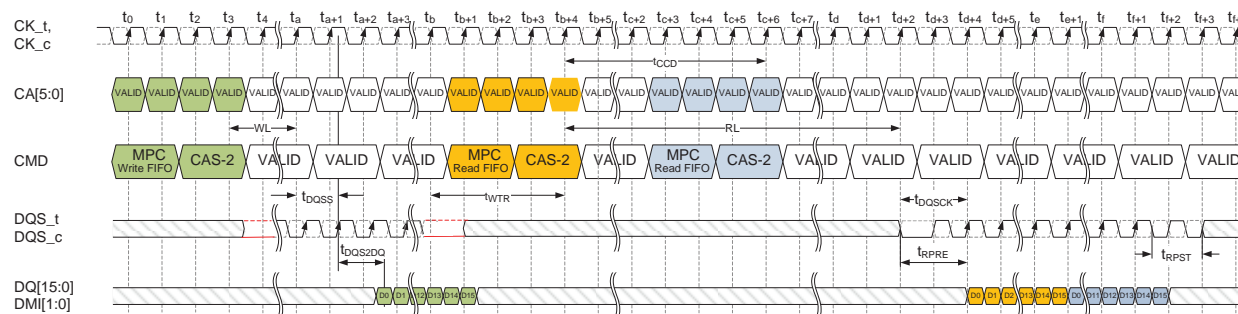 CK_t,
CK_c
t0 t1 t2 t3 t4 ta ta+1 ta+2 ta+3 tb tb+1 tb+2 tb+3 tb+4 tb+5 tc+2 tc+3 tc+4 tc+5 tc+6 tc+7 td td+1 td+2 td+3 td+4 td+5 te te+1 tf tf+1 tf+2 tf+3
tCCD
CA[5:0]
VALID VALID VALID VALID VALID VALID VALID VALID VALID VALID VALID VALID VALID VALID VALID VALID VALID VALID VALID VALID VALID VALID VALID VALID VALID VALID VALID VALID VALID VALID VALID VALID VALID VALID
WL RL
CMD
MPC Write FIFO CAS-2 VALID VALID VALID MPC Read FIFO CAS-2 VALID MPC Read FIFO CAS-2 VALID VALID VALID VALID VALID VALID VALID
tDQSS tWTR tDQSCK
DQS_t
DQS_c
tDQS2DQ tRPRE tRPST
DQ[15:0]
DMI[1:0]
D0 D1 D12 D13 D14 D15 D0 D1 D2 D13 D14 D15 D0 D11 D12 D13 D14 D15